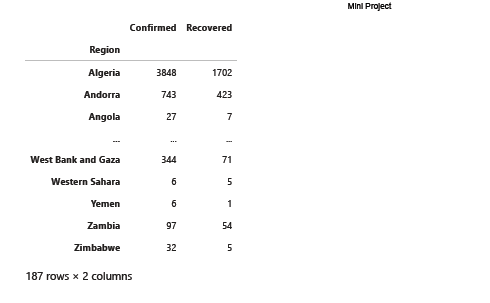 Mini Project
Confirmed Recovered
Region
Algeria 3848 1702
Andorra 743 423
Angola 27 7
... ... ...
West Bank and Gaza 344 71
Western Sahara 6 5
Yemen 6 1
Zambia 97 54
Zimbabwe 32 5
187 rows × 2 columns